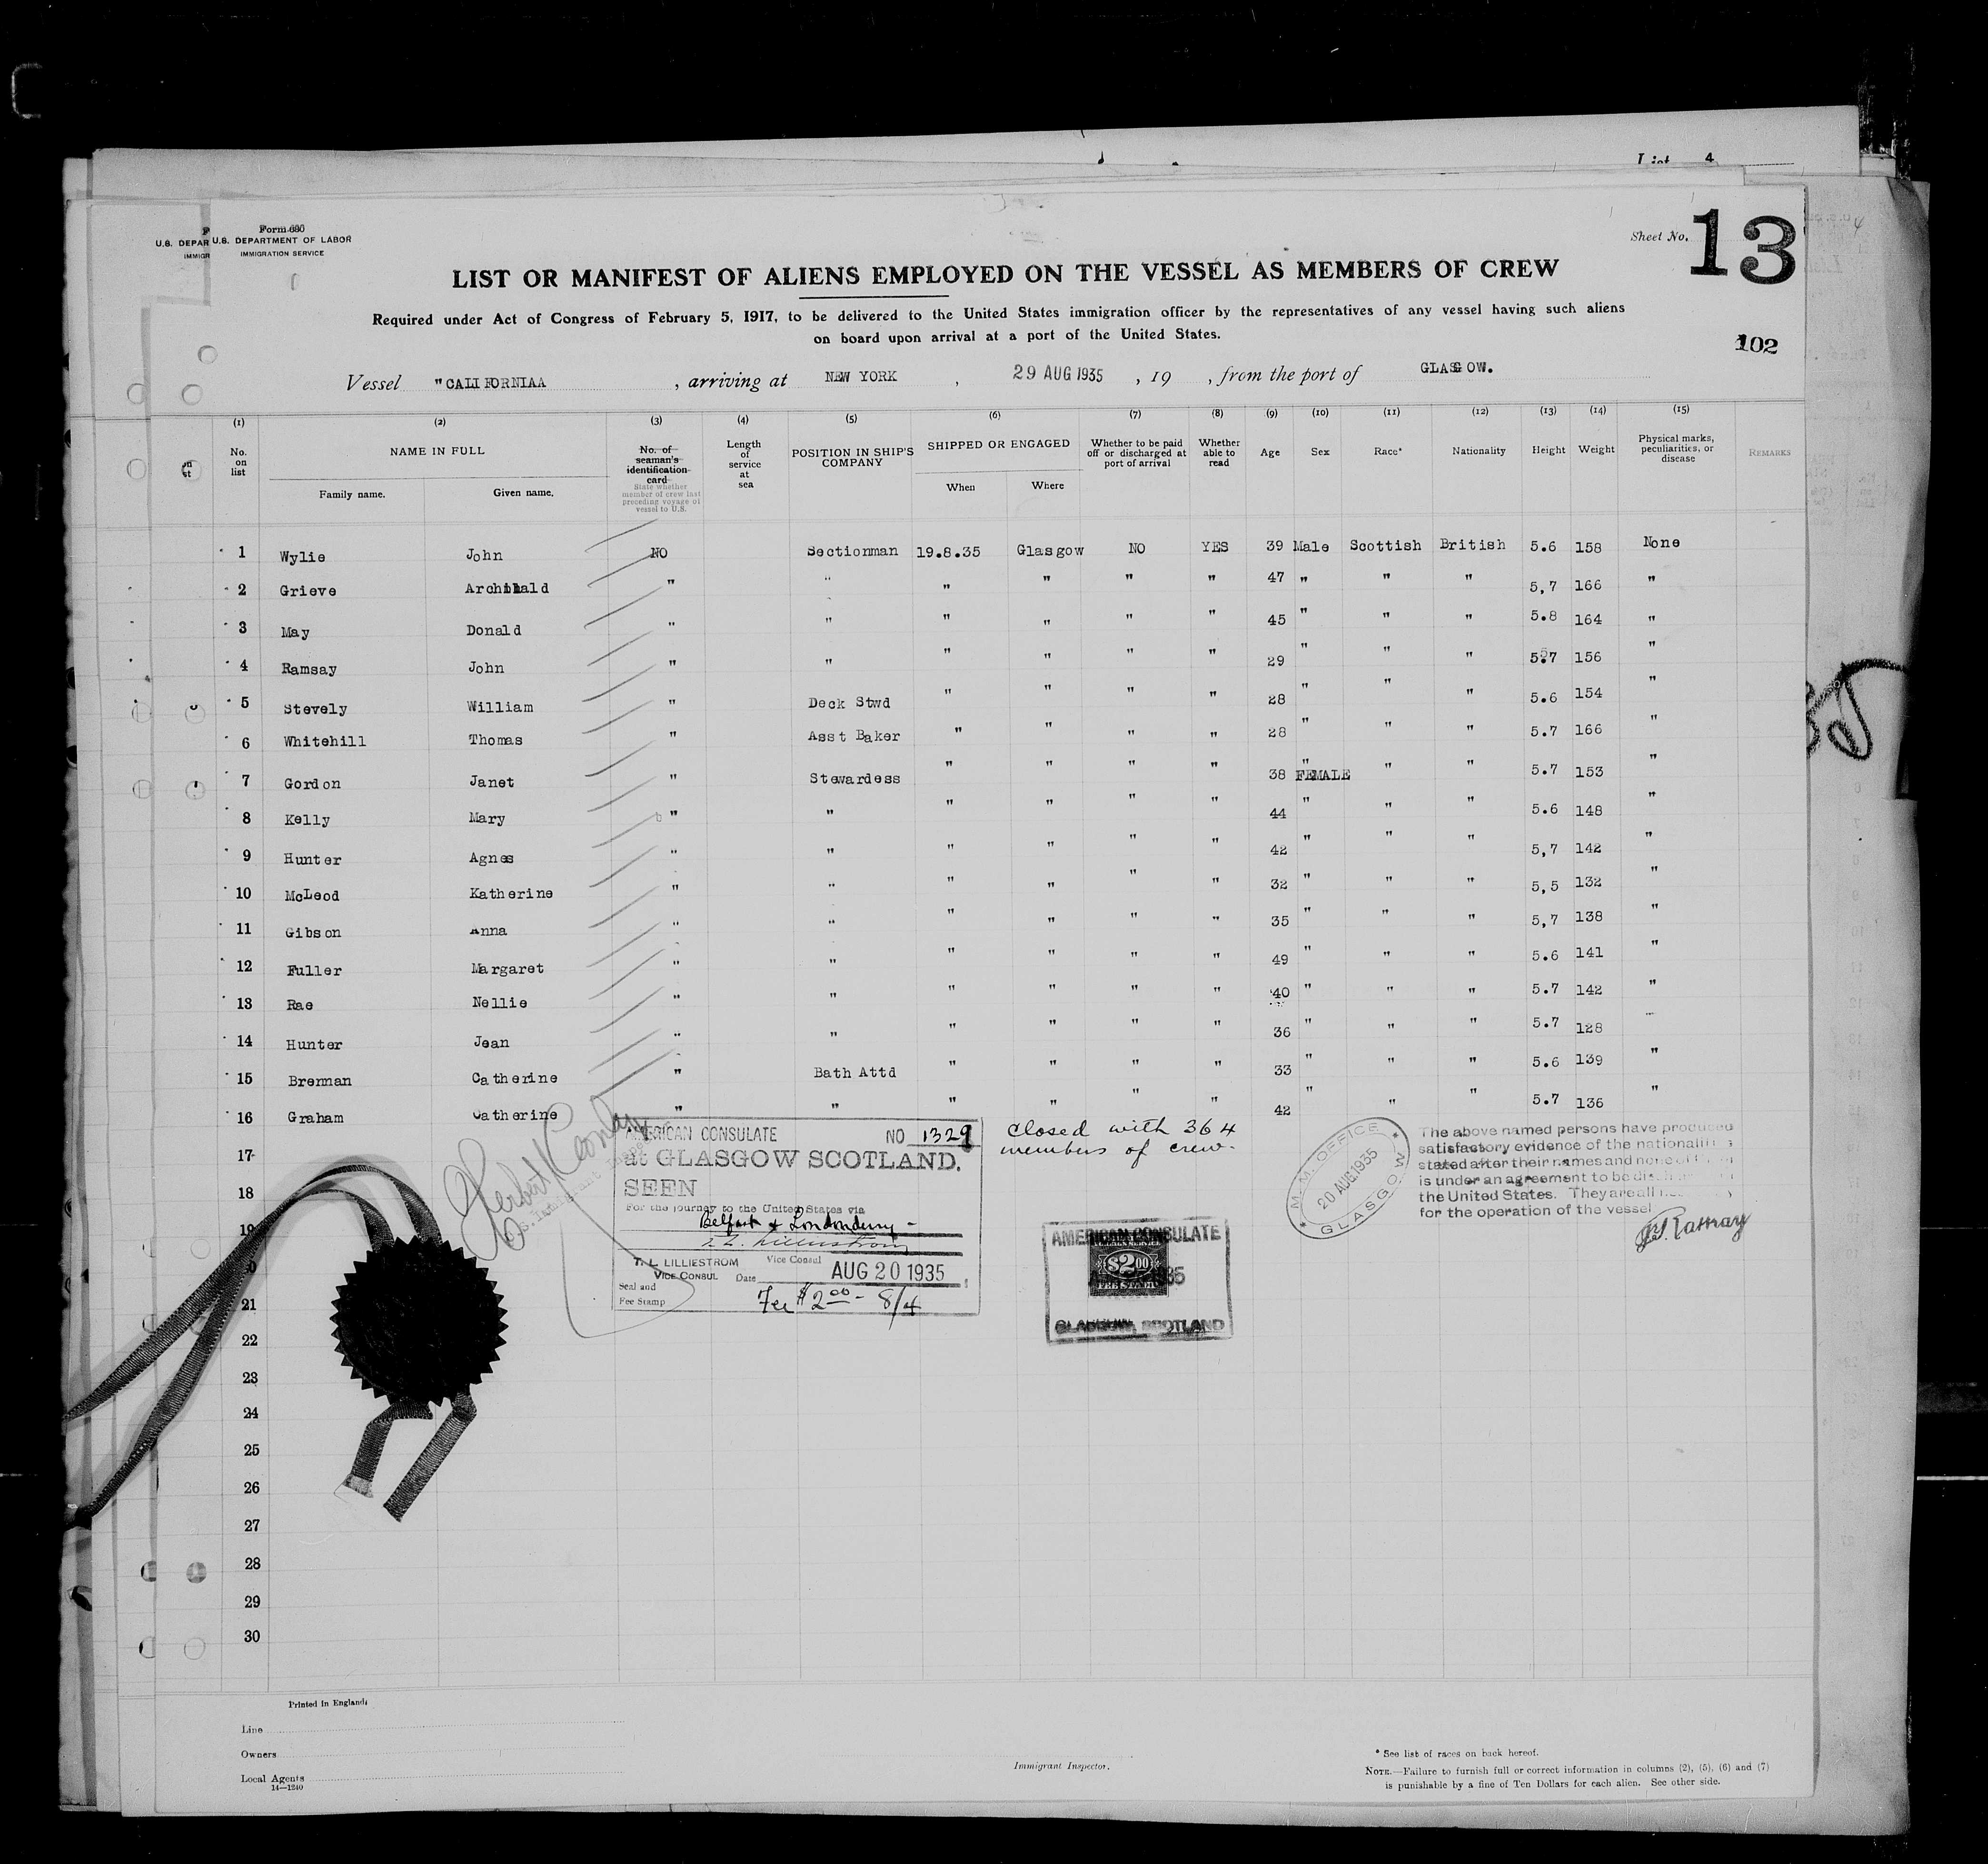 List 4
Form 680
U.S. DEPARTMENT OF LABOR
IMMIGRATION SERVICE
Sheet No. 13
LIST OR MANIFEST OF ALIENS EMPLOYED ON THE VESSEL AS MEMBERS OF CREW
Required under Act of Congress of February 5, 1917, to be delivered to the United States immigration officer by the representatives of any vessel having such aliens
on board upon arrival at a port of the United States.
102
Vessel "CALIFORNIAA , arriving at NEW YORK , 29 AUG 1935 , 19 , from the port of GLASGOW.
(1) (2) (3) (4) (5) (6) (7) (8) (9) (10) (11) (12) (13) (14) (15)
No. on list NAME IN FULL Family name. Given name. No. of seaman's identification card State whether member of crew last preceding voyage of vessel to U.S. Length of service at sea POSITION IN SHIP'S COMPANY SHIPPED OR ENGAGED When Where Whether to be paid off or discharged at port of arrival Whether able to read Age Sex Race* Nationality Height Weight Physical marks, peculiarities, or disease REMARKS
1 Wylie John NO Sectionman 19.8.35 Glasgow NO YES 39 Male Scottish British 5.6 158 None
2 Grieve Archibald " " " " " " 47 " " " 5,7 166 "
3 May Donald " " " " " " 45 " " " 5.8 164 "
4 Ramsay John " " " " " " 29 " " " 5.7 156 "
5 Stevely William " Deck Stwd " " " " 28 " " " 5.6 154 "
6 Whitehill Thomas " Asst Baker " " " " 28 " " " 5.7 166 "
7 Gordon Janet " Stewardess " " " " 38 " FEMALE " " 5.7 153 "
8 Kelly Mary " " " " " " 44 " " " 5.6 148 "
9 Hunter Agnes " " " " " " 42 " " " 5,7 142 "
10 McLeod Katherine " " " " " " 32 " " " 5,5 132 "
11 Gibson Anna " " " " " " 35 " " " 5,7 138 "
12 Fuller Margaret " " " " " " 49 " " " 5.6 141 "
13 Rae Nellie " " " " " " 40 " " " 5.7 142 "
14 Hunter Jean " " " " " " 36 " " " 5.7 128 "
15 Brennan Catherine " Bath Attd " " " " 33 " " " 5.6 139 "
16 Graham Catherine " " " " " " 42 " " " 5.7 136 "
17
18
19
20
21
22
23
24
25
26
27
28
29
30
AMERICAN CONSULATE NO 1329
at GLASGOW SCOTLAND.
SEEN
For the journey to the United States via
Belfast & Londonderry -
T. L. Lilliestrom
T. L. LILLIESTROM Vice Consul
VICE CONSUL Date AUG 20 1935
Seal and
Fee Stamp
Fee $2.00 - 8/4
closed with 364
members of crew.
AMERICAN CONSULATE
$2.00
FEE STAMP
GLASGOW, SCOTLAND
M. M. OFFICE
20 AUG 1935
GLASGOW
The above named persons have produced
satisfactory evidence of the nationalities
stated after their names and none of
is under an agreement to be
the United States. They are all
for the operation of the vessel
Rattray
Printed in England
Line
Owners
Local Agents
14—1240
Immigrant Inspector.
* See list of races on back hereof.
NOTE.—Failure to furnish full or correct information in columns (2), (5), (6) and (7)
is punishable by a fine of Ten Dollars for each alien. See other side.